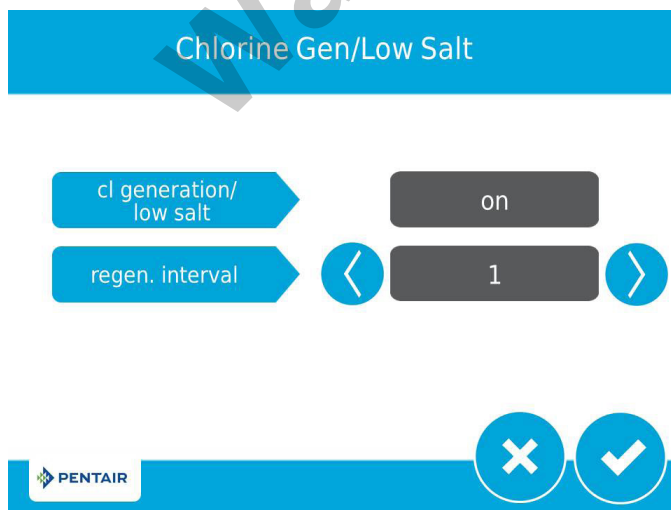 Chlorine Gen/Low Salt
cl generation/
low salt
on
regen. interval
1
PENTAIR